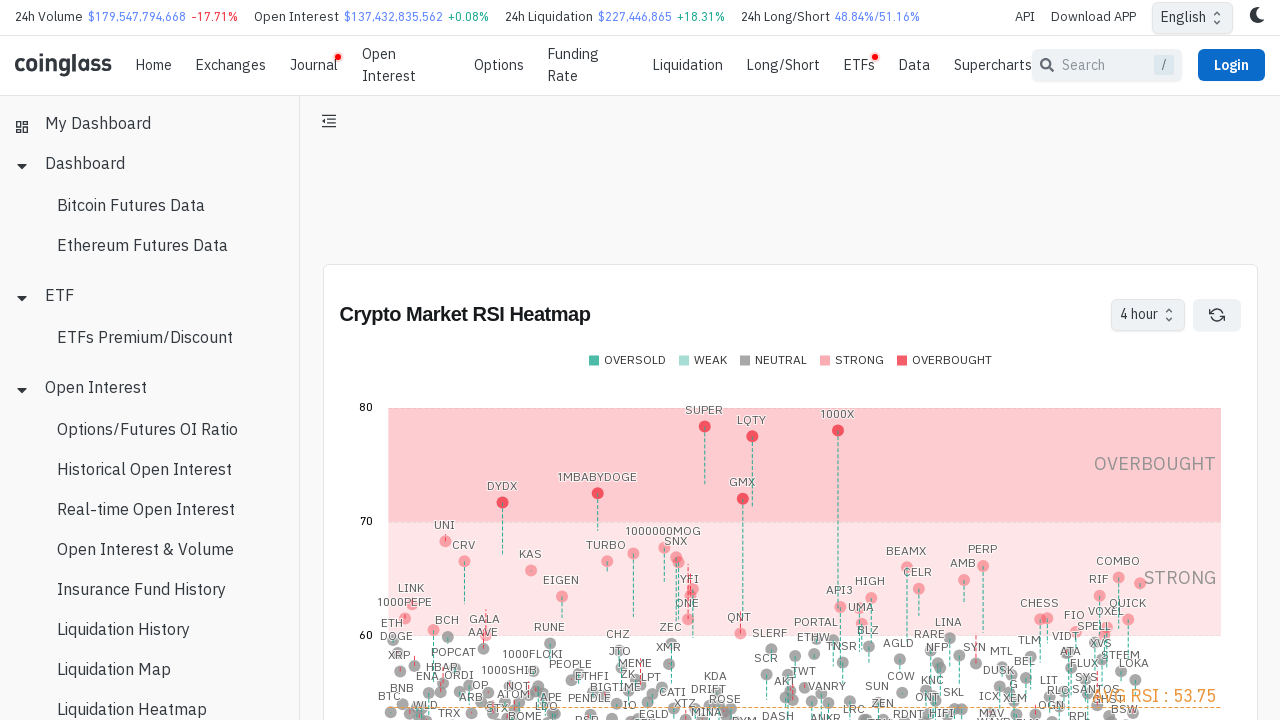 24h Volume $179,547,794,668 -17.71% Open Interest $137,432,835,562 +0.08% 24h Liquidation $227,446,865 +18.31% 24h Long/Short 48.84%/51.16% API Download APP English
coinglass Home Exchanges Journal Open Interest Options Funding Rate Liquidation Long/Short ETFs Data Supercharts Search / Login
My Dashboard
Dashboard
Bitcoin Futures Data
Ethereum Futures Data
ETF
ETFs Premium/Discount
Open Interest
Options/Futures OI Ratio
Historical Open Interest
Real-time Open Interest
Open Interest & Volume
Insurance Fund History
Liquidation History
Liquidation Map
Liquidation Heatmap
Crypto Market RSI Heatmap 4 hour
OVERSOLD WEAK NEUTRAL STRONG OVERBOUGHT
80
SUPER LQTY 1000X
OVERBOUGHT
1MBABYDOGE GMX
DYDX
70
UNI 1000000MOG
CRV TURBO SNX
KAS BEAMX PERP
AMB COMBO
CELR
EIGEN YFI HIGH RIF STRONG
LINK API3
1000PEPE ONE UMA CHESS QUICK
VOXEL
BCH GALA QNT FIO
ETH PORTAL LINA
60
DOGE AAVE RUNE CHZ ZEC SLERF ETHW BLZ RARE VIDT SPELL
XRP POPCAT 1000FLOKI JTO XMR TNSR AGLD NFP SYN TLM XVS
MTL ATA STEEM
HBAR 1000SHIB PEOPLE MEME SCR TWT DUSK BEL FLUX LOKA
ENA ORDI ETHFI ZK LPT KDA COW KNC SYS
BNB OP NOT BIGTIME DRIFT AKT VANRY SUN SKL G LIT RLC SANTOS
BTC ARB ATOM APE PENDLE CATI ROSE ONT ICX XEM GHST AVG RSI : 53.75
WLD STX LDO IO XTZ LRC ZEN OGN
TRX BOME EGLD MINA DASH ANKR RDNT HIFI MAV RPL BSW